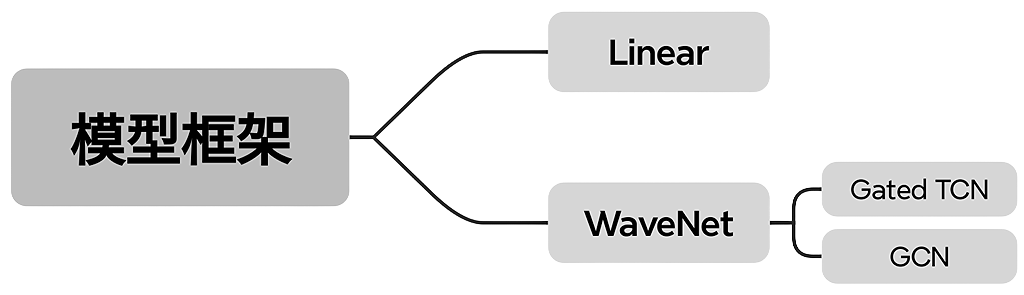 模型框架
Linear
WaveNet
Gated TCN
GCN